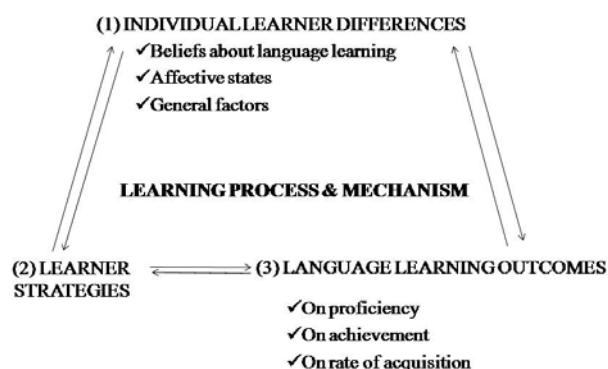 (1) INDIVIDUAL LEARNER DIFFERENCES
✓Beliefs about language learning
✓Affective states
✓General factors
LEARNING PROCESS & MECHANISM
(2) LEARNER
STRATEGIES
(3) LANGUAGE LEARNING OUTCOMES
✓On proficiency
✓On achievement
✓On rate of acquisition